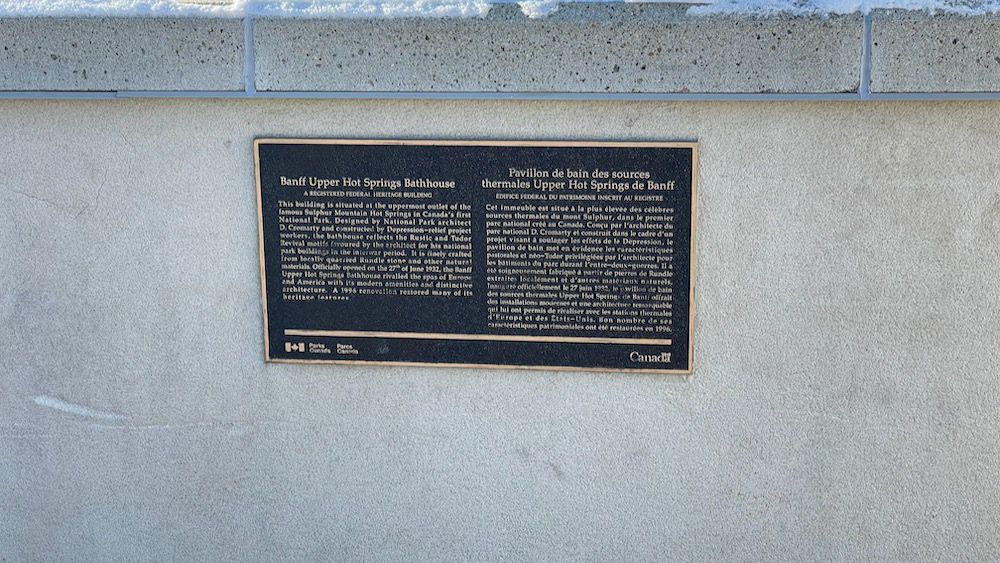 Banff Upper Hot Springs Bathhouse
A REGISTERED FEDERAL HERITAGE BUILDING
This building is situated at the uppermost outlet of the
famous Sulphur Mountain Hot Springs in Canada's first
National Park. Designed by National Park architect
D. Cromarty and constructed by Depression-relief project
workers, the bathhouse reflects the Rustic and Tudor
Revival motifs favoured by the architect for his national
park buildings in the interwar period. It is finely crafted
from locally quarried Rundle stone and other natural
materials. Officially opened on the 27th of June 1932, the Banff
Upper Hot Springs Bathhouse rivalled the spas of Europe
and America with its modern amenities and distinctive
architecture. A 1996 renovation restored many of its
heritage features
Pavillon de bain des sources
thermales Upper Hot Springs de Banff
ÉDIFICE FÉDÉRAL DU PATRIMOINE INSCRIT AU REGISTRE
Cet immeuble est situé à la plus élevée des célèbres
sources thermales du mont Sulphur, dans le premier
parc national créé au Canada. Conçu par l'architecte du
parc national D. Cromarty et construit dans le cadre d'un
projet visant à soulager les effets de la Dépression, le
pavillon de bain met en évidence les caractéristiques
pastorales et néo-Tudor privilégiées par l'architecte pour
les bâtiments du parc durant l'entre-deux-guerres. Il a
été soigneusement fabriqué à partir de pierres de Rundle
extraites localement et d'autres matériaux naturels.
Inauguré officiellement le 27 juin 1932, le pavillon de bain
des sources thermales Upper Hot Springs de Banff offrait
des installations modernes et une architecture remarquable
qui lui ont permis de rivaliser avec les stations thermales
d'Europe et des États-Unis. Bon nombre de ses
caractéristiques patrimoniales ont été restaurées en 1996.
Parks Canada
Parcs Canada
Canada